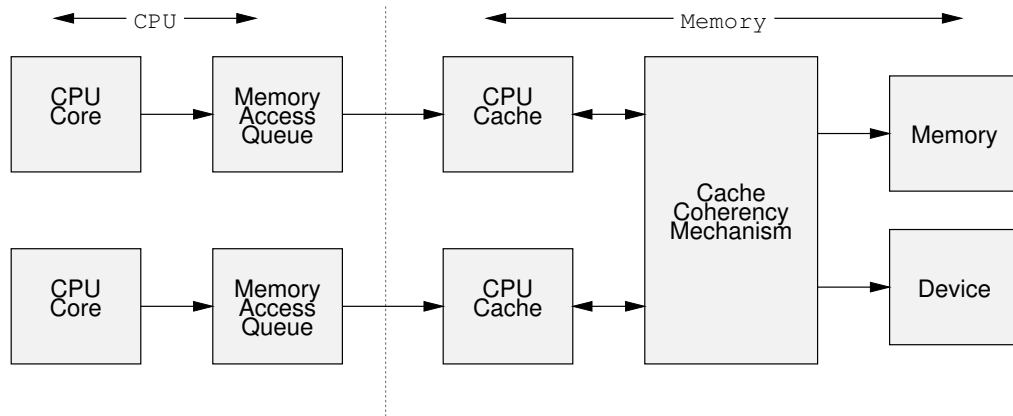 CPU
Memory
CPU
Core
Memory
Access
Queue
CPU
Cache
Cache
Coherency
Mechanism
Memory
CPU
Core
Memory
Access
Queue
CPU
Cache
Device